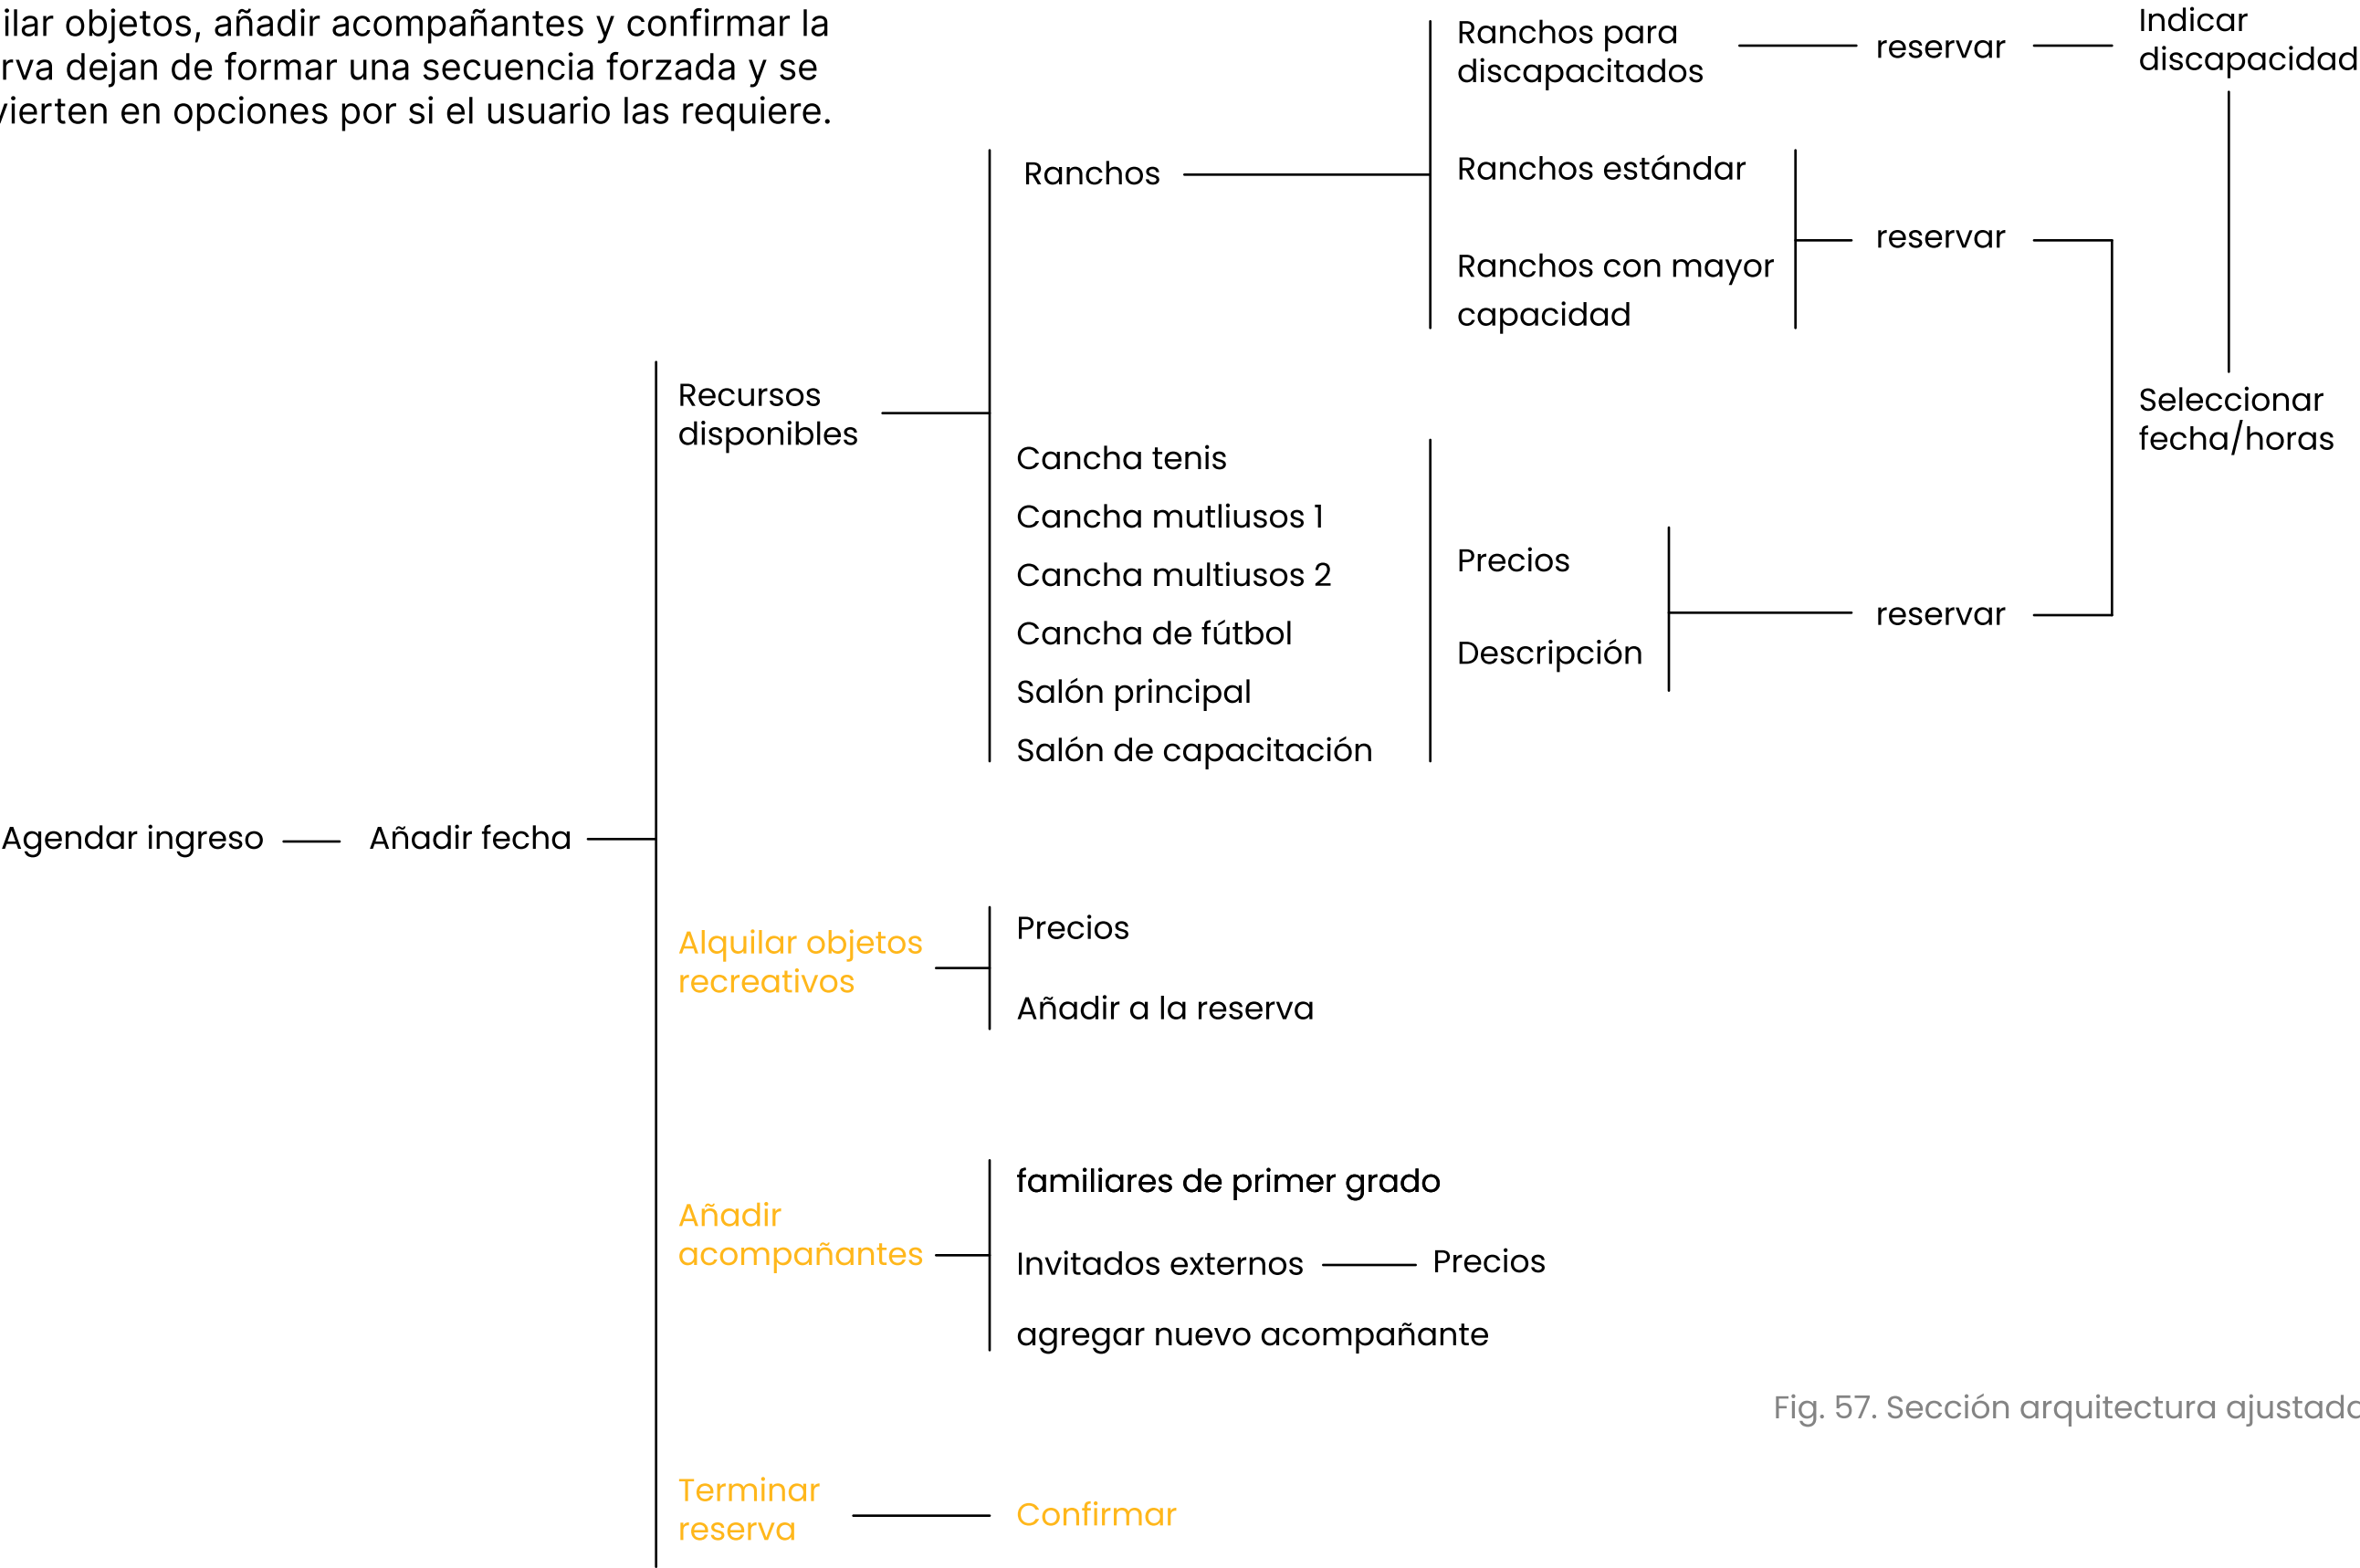 ilar objetos, añadir acompañantes y confirmar la
rva dejan de formar una secuencia forzada y se
vierten en opciones por si el usuario las requiere.
Ranchos para
discapacitados
reservar
Indicar
discapacidad
Ranchos
Ranchos estándar
Ranchos con mayor
capacidad
reservar
Recursos
disponibles
Seleccionar
fecha/horas
Cancha tenis
Cancha mutliusos 1
Cancha multiusos 2
Cancha de fútbol
Salón principal
Salón de capacitación
Precios
Descripción
reservar
Agendar ingreso
Añadir fecha
Alquilar objetos
recreativos
Precios
Añadir a la reserva
Añadir
acompañantes
familiares de primer grado
Invitados externos
Precios
agregar nuevo acompañante
Fig. 57. Sección arquitectura ajustada
Terminar
reserva
Confirmar